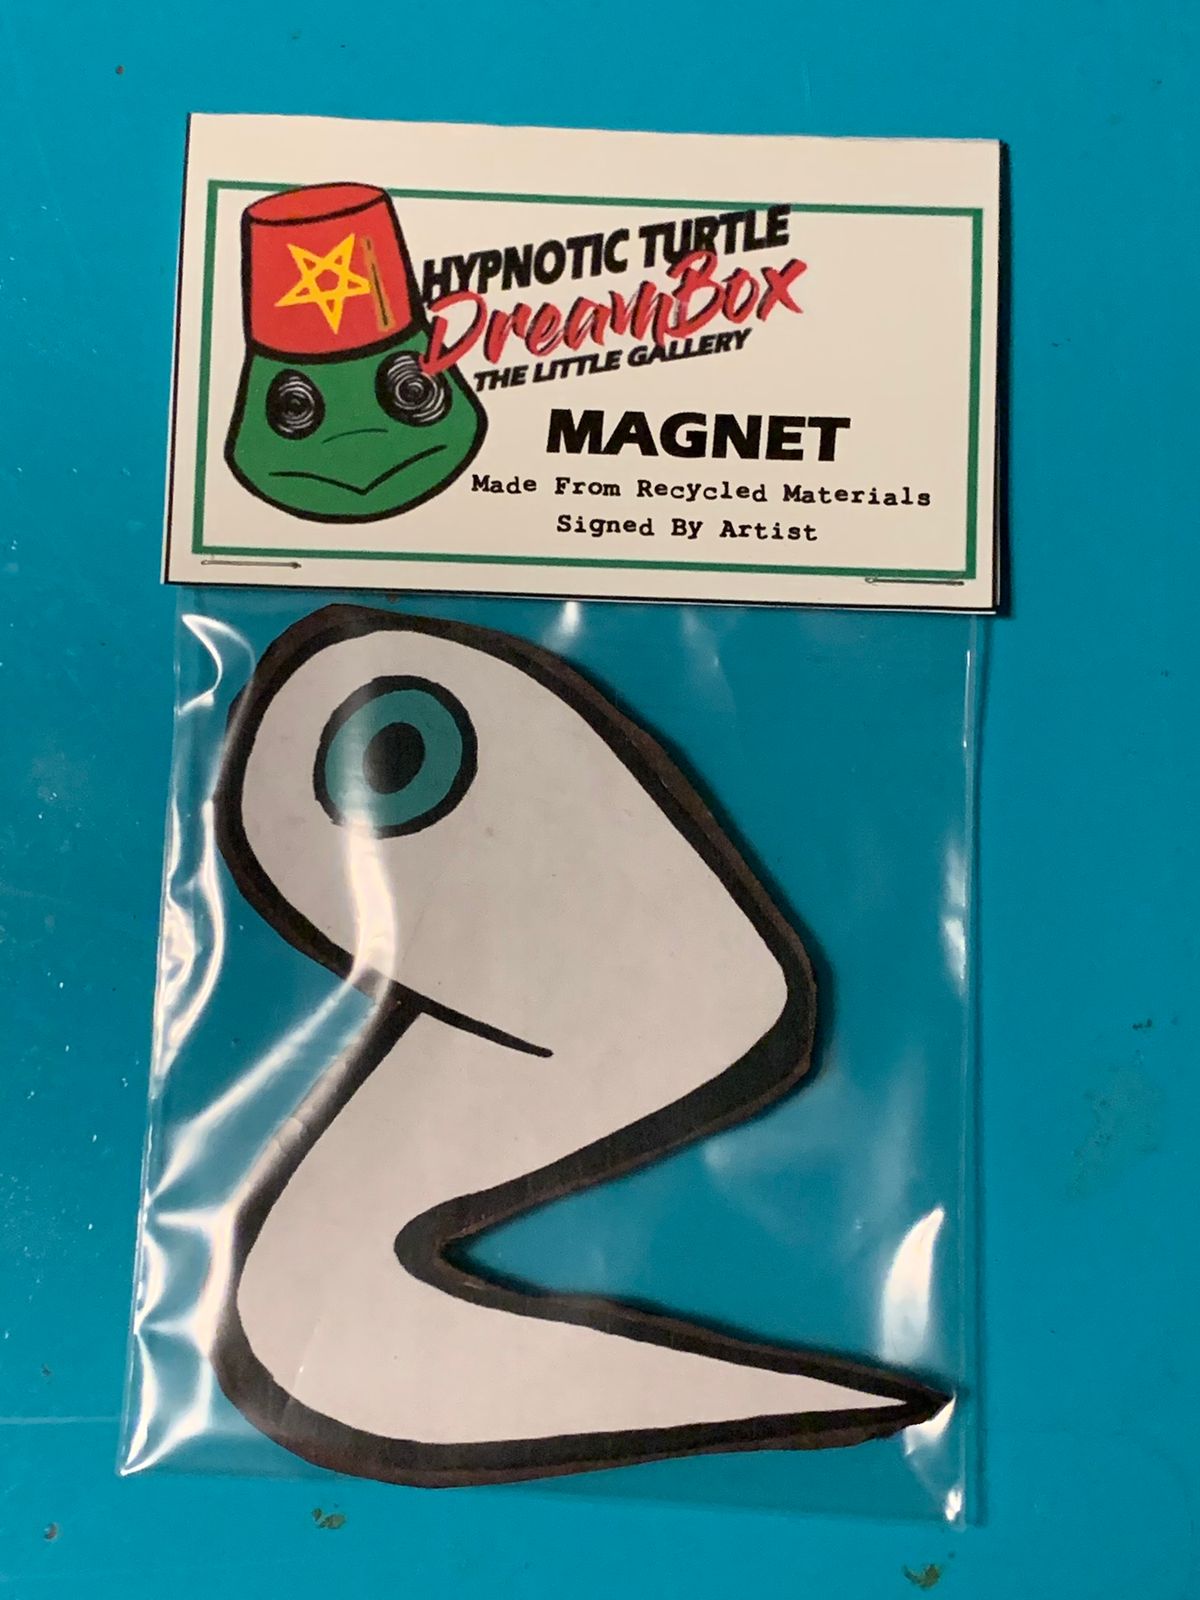 HYPNOTIC TURTLE
DreamBox
THE LITTLE GALLERY
MAGNET
Made From Recycled Materials
Signed By Artist